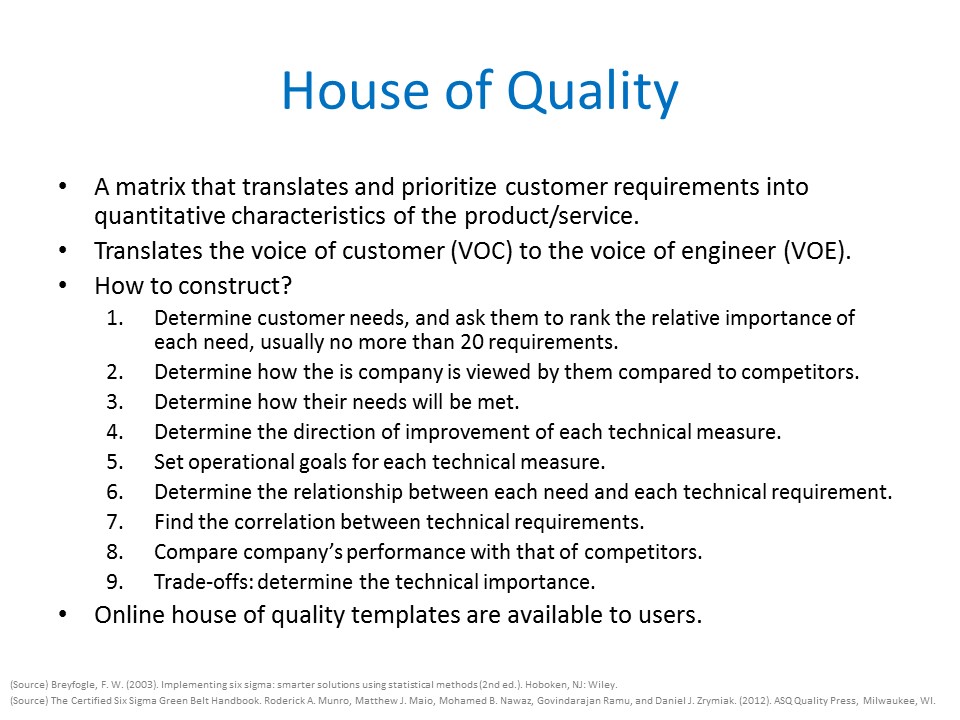 House of Quality
• A matrix that translates and prioritize customer requirements into
quantitative characteristics of the product/service.
• Translates the voice of customer (VOC) to the voice of engineer (VOE).
• How to construct?
1. Determine customer needs, and ask them to rank the relative importance of
each need, usually no more than 20 requirements.
2. Determine how the is company is viewed by them compared to competitors.
3. Determine how their needs will be met.
4. Determine the direction of improvement of each technical measure.
5. Set operational goals for each technical measure.
6. Determine the relationship between each need and each technical requirement.
7. Find the correlation between technical requirements.
8. Compare company's performance with that of competitors.
9. Trade-offs: determine the technical importance.
• Online house of quality templates are available to users.
(Source) Breyfogle, F. W. (2003). Implementing six sigma: smarter solutions using statistical methods (2nd ed.). Hoboken, NJ: Wiley.
(Source) The Certified Six Sigma Green Belt Handbook. Roderick A. Munro, Matthew J. Maio, Mohamed B. Nawaz, Govindarajan Ramu, and Daniel J. Zrymiak. (2012). ASQ Quality Press, Milwaukee, WI.